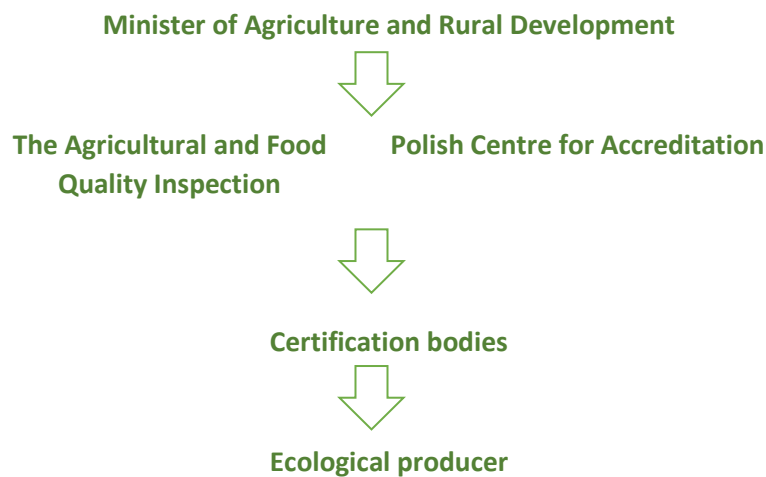 Minister of Agriculture and Rural Development
The Agricultural and Food
Quality Inspection
Polish Centre for Accreditation
Certification bodies
Ecological producer